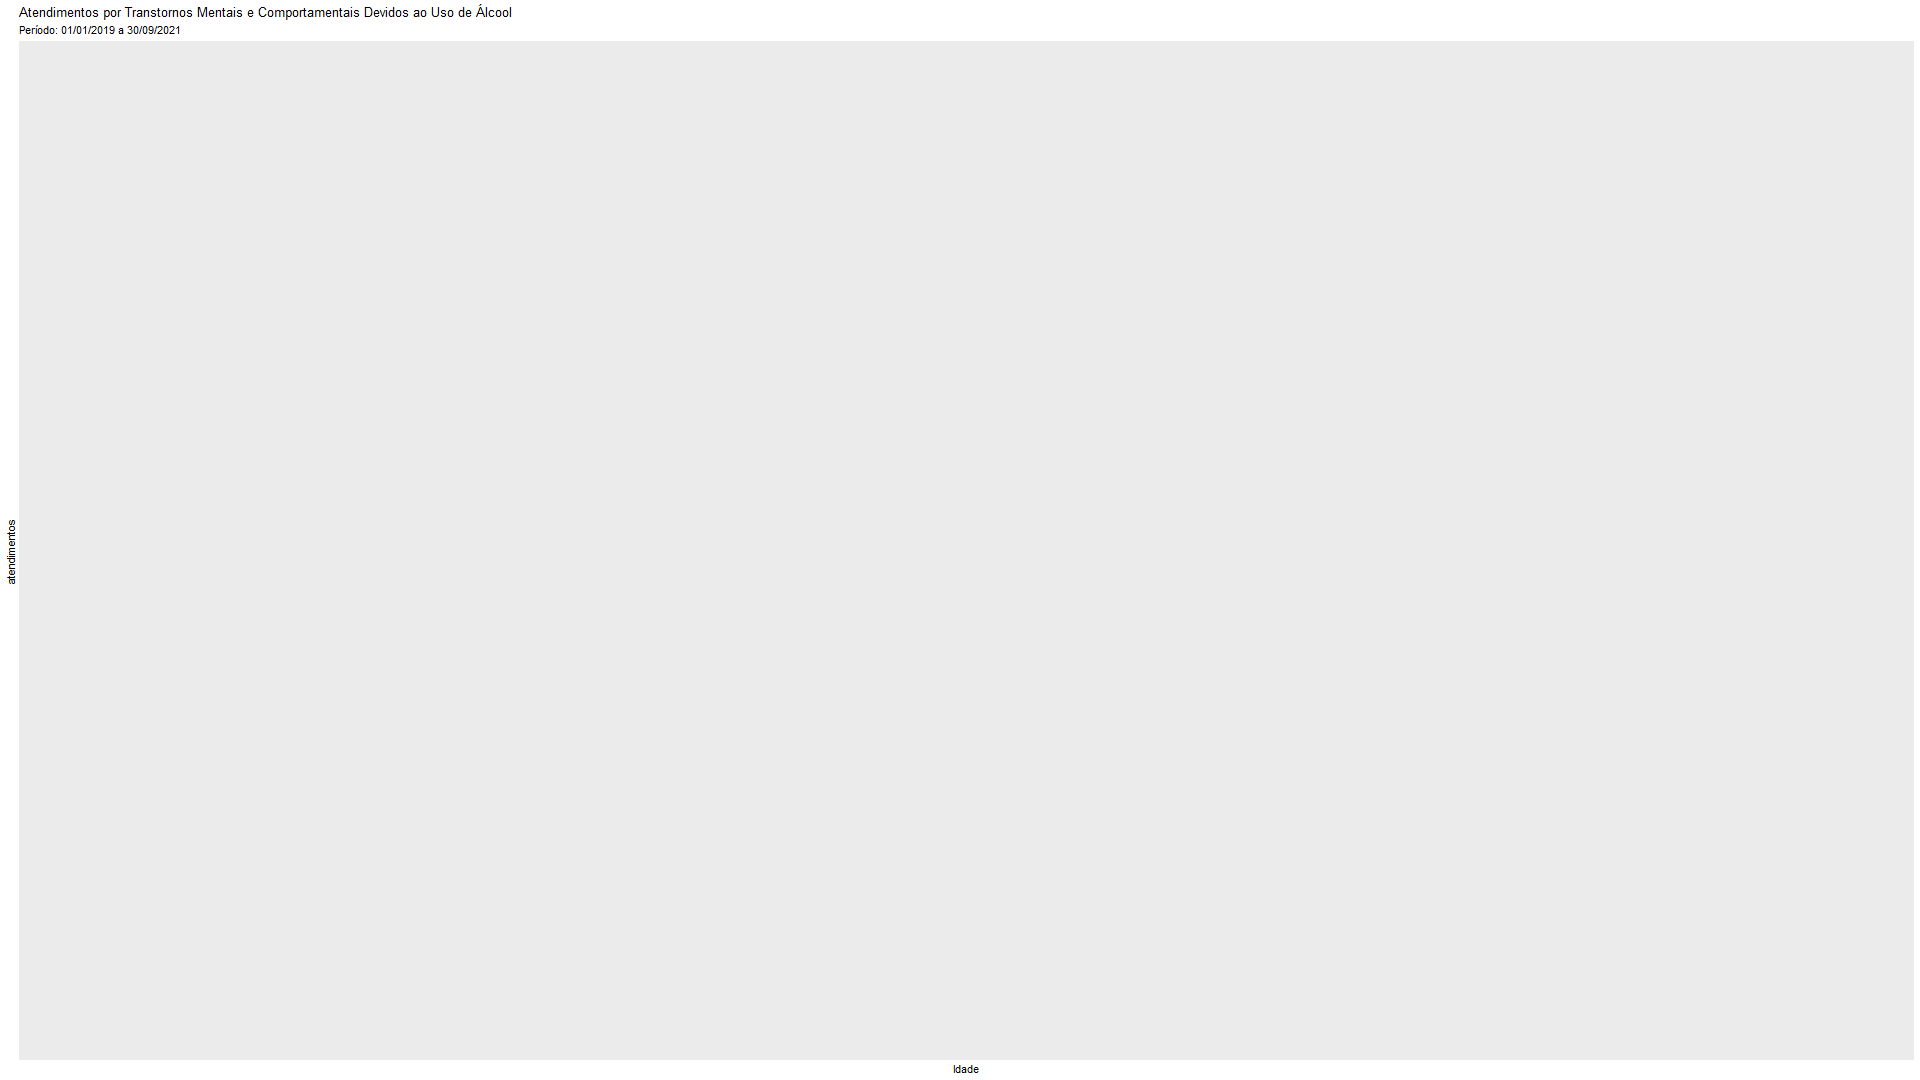 Atendimentos por Transtornos Mentais e Comportamentais Devidos ao Uso de Álcool
Período: 01/01/2019 a 30/09/2021
atendimentos
Idade